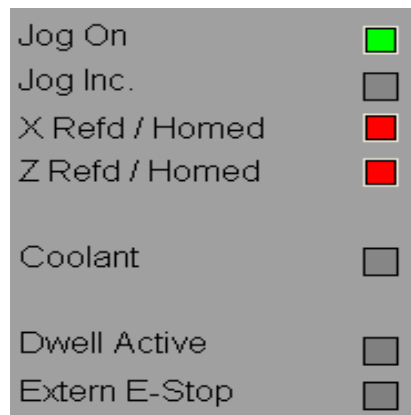 Jog On
Jog Inc.
X Refd / Homed
Z Refd / Homed
Coolant
Dwell Active
Extern E-Stop